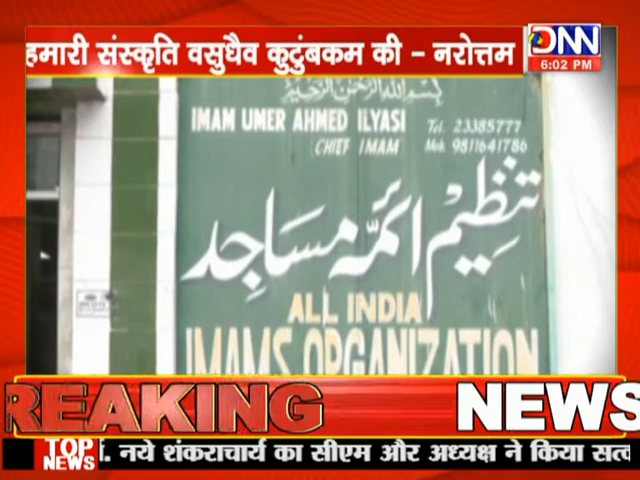 हमारी संस्कृति वसुधैव कुटुंबकम की - नरोत्तम
DNN
6:02 PM
بسم الله الرحمن الرحيم
IMAM UMER AHMED ILYASI
Tel. 23385777
CHIEF IMAM
Mob. 9811641786
تنظیم ائمّہ مساجد
ALL INDIA
IMAMS ORGANIZATION
REAKING NEWS
TOP NEWS
. नये शंकराचार्य का सीएम और अध्यक्ष ने किया सत्क